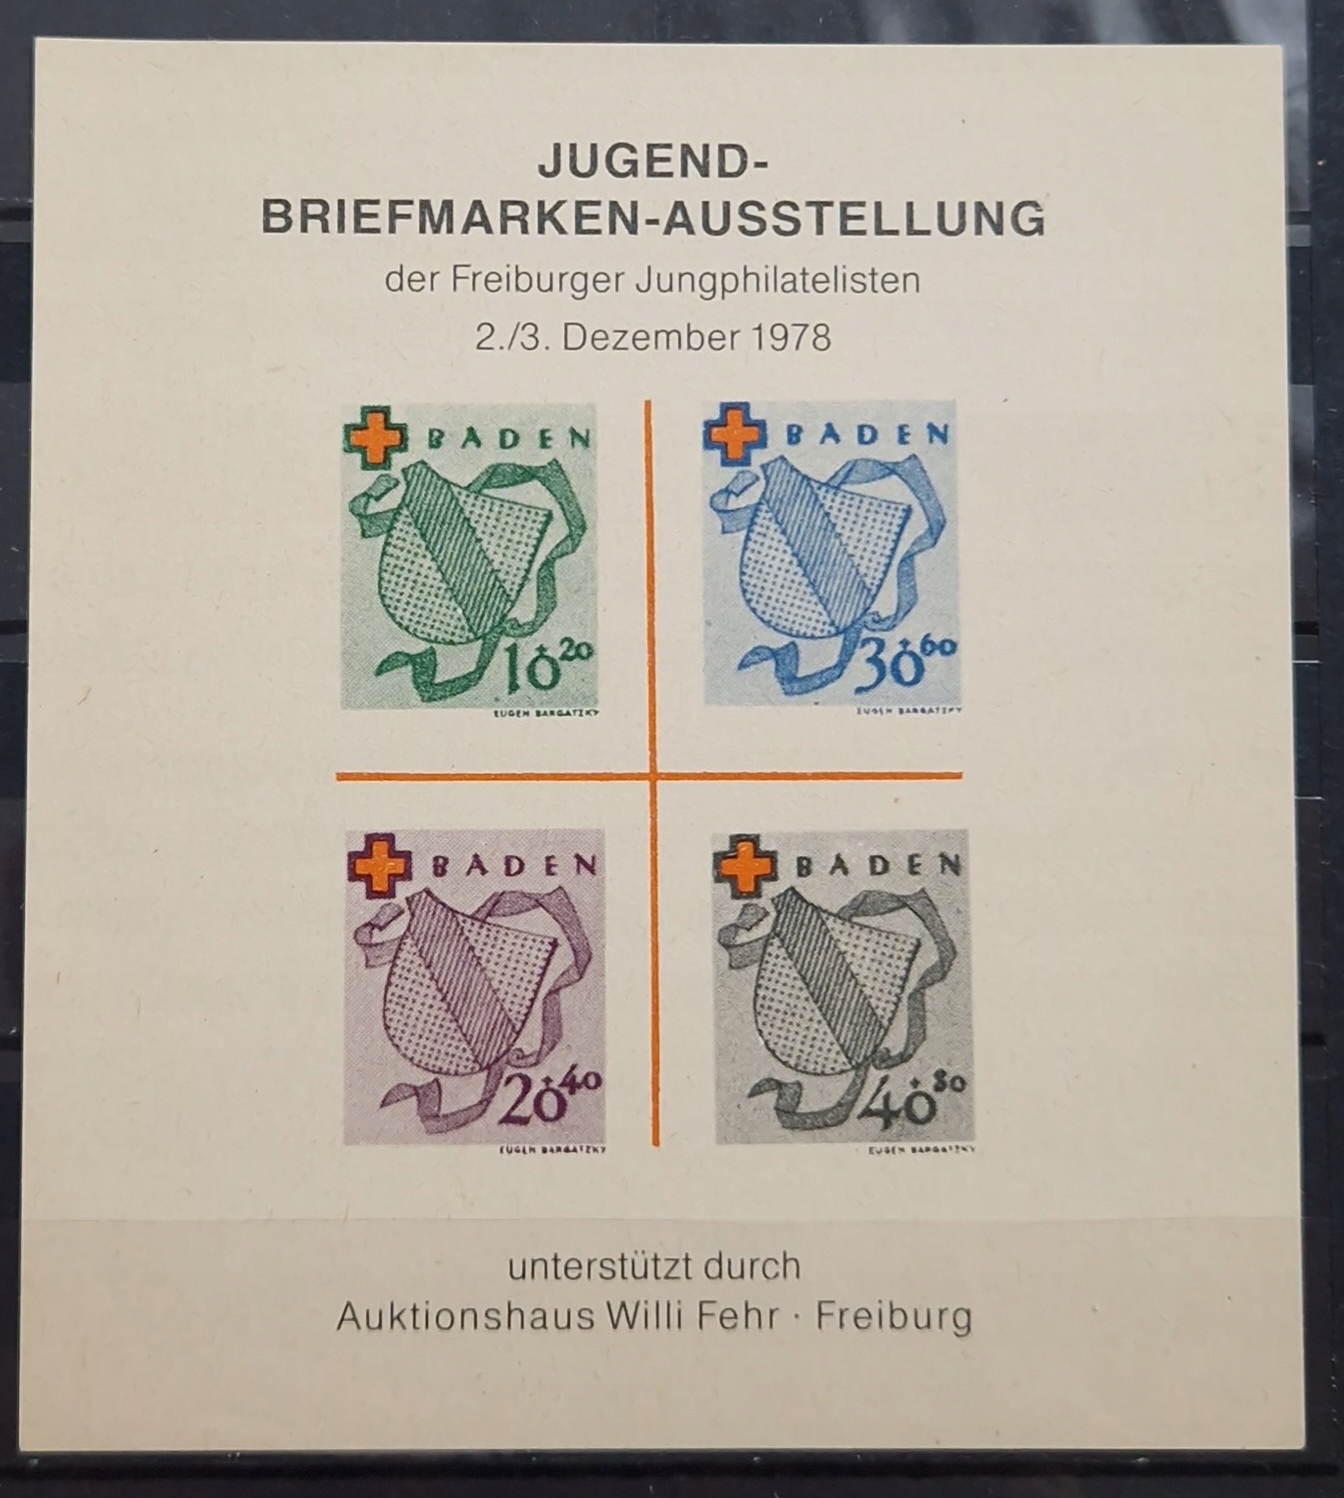 JUGEND-
BRIEFMARKEN-AUSSTELLUNG
der Freiburger Jungphilatelisten
2./3. Dezember 1978
BADEN
10+20
EUGEN BARGATZKY
BADEN
30+60
EUGEN BARGATZKY
BADEN
20+40
EUGEN BARGATZKY
BADEN
40+80
EUGEN BARGATZKY
unterstützt durch
Auktionshaus Willi Fehr · Freiburg